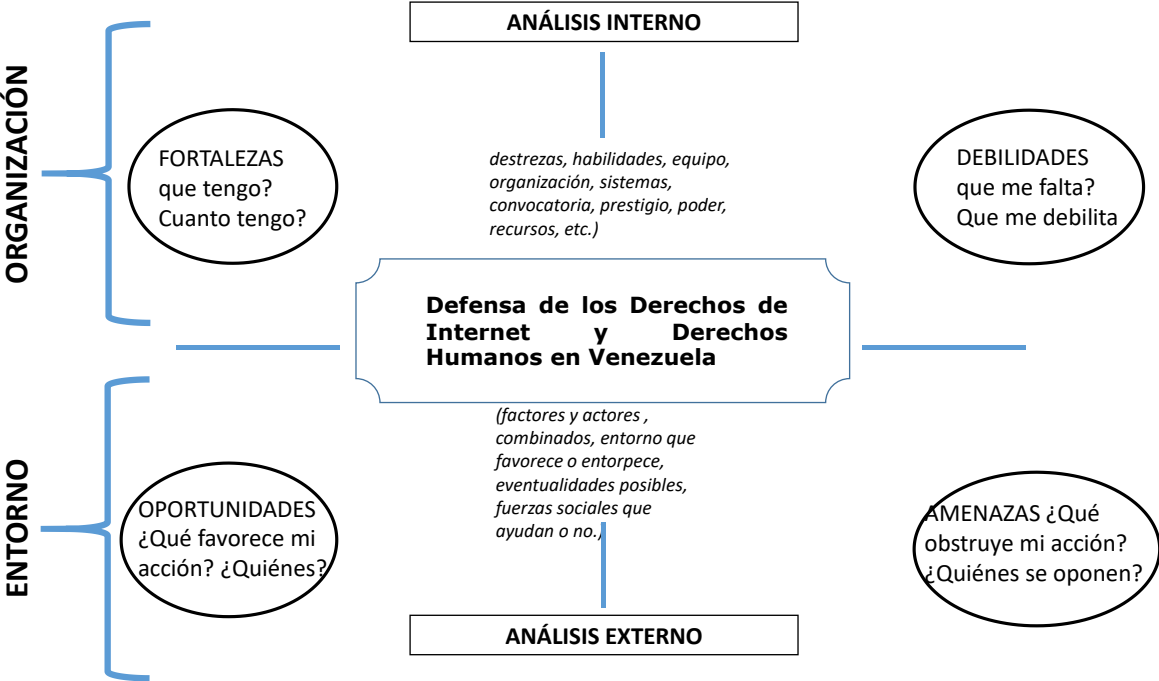 ANÁLISIS INTERNO
ORGANIZACIÓN
FORTALEZAS
que tengo?
Cuanto tengo?
destrezas, habilidades, equipo,
organización, sistemas,
convocatoria, prestigio, poder,
recursos, etc.)
DEBILIDADES
que me falta?
Que me debilita
Defensa de los Derechos de
Internet y Derechos
Humanos en Venezuela
ENTORNO
OPORTUNIDADES
¿Qué favorece mi
acción? ¿Quiénes?
(factores y actores ,
combinados, entorno que
favorece o entorpece,
eventualidades posibles,
fuerzas sociales que
ayudan o no.)
AMENAZAS ¿Qué
obstruye mi acción?
¿Quiénes se oponen?
ANÁLISIS EXTERNO